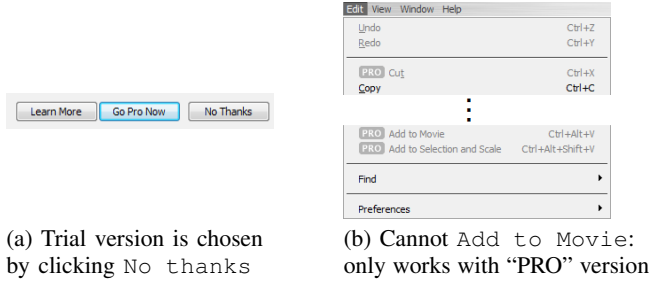 Edit View Window Help
Undo Ctrl+Z
Redo Ctrl+Y
PRO Cut Ctrl+X
Copy Ctrl+C
PRO Add to Movie Ctrl+Alt+V
PRO Add to Selection and Scale Ctrl+Alt+Shift+V
Find
Preferences
Learn More Go Pro Now No Thanks
(a) Trial version is chosen
by clicking No thanks
(b) Cannot Add to Movie:
only works with “PRO” version